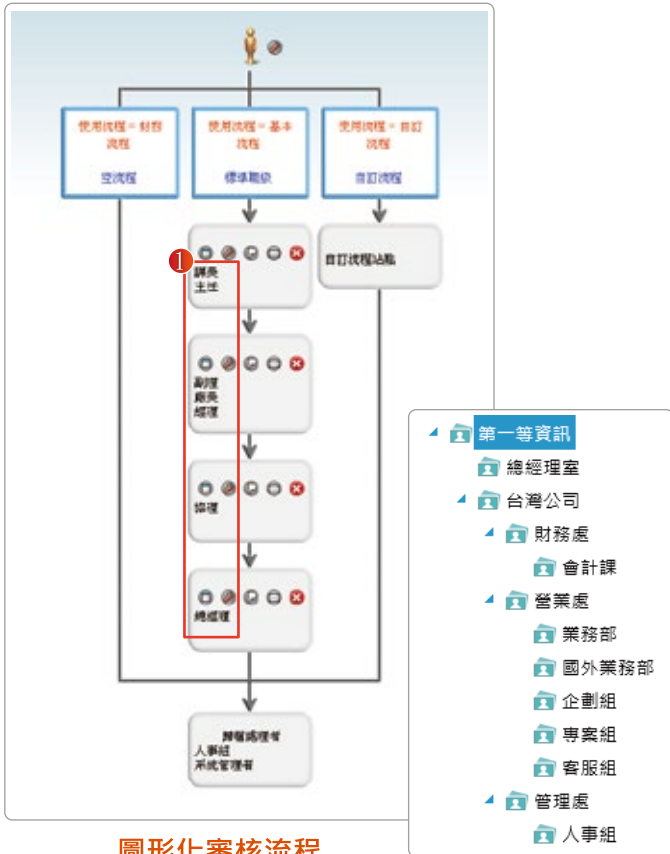 使用流程 = 財務
流程
空流程
使用流程 = 基本
流程
標準職級
使用流程 = 自訂
流程
自訂流程
1
課長
主任
自訂流程站點
副理
廠長
經理
協理
總經理
歸檔處理者
人事組
系統管理者
第一等資訊
總經理室
台灣公司
財務處
會計課
營業處
業務部
國外業務部
企劃組
專案組
客服組
管理處
人事組
圖形化審核流程